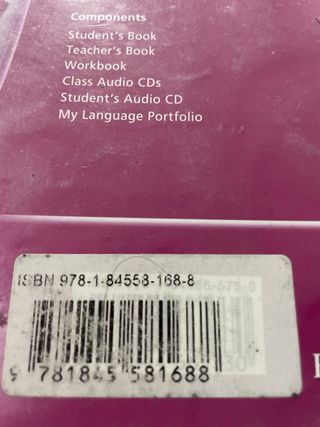 Components
Student's Book
Teacher's Book
Workbook
Class Audio CDs
Student's Audio CD
My Language Portfolio
ISBN 978-1-84558-168-8
9 781845 581688